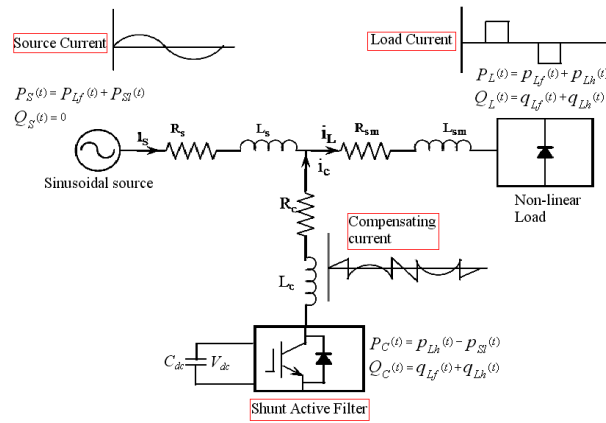 Source Current
Load Current
P_S(t) = P_Lf(t) + P_Sl(t)
Q_S(t) = 0
P_L(t) = p_Lf(t) + p_Lh(t)
Q_L(t) = q_Lf(t) + q_Lh(t)
i_s
R_s
L_s
i_L
R_sm
L_sm
i_c
Sinusoidal source
Non-linear
Load
R_c
Compensating
current
L_c
C_dc
V_dc
P_C(t) = p_Lh(t) − p_Sl(t)
Q_C(t) = q_Lf(t) + q_Lh(t)
Shunt Active Filter